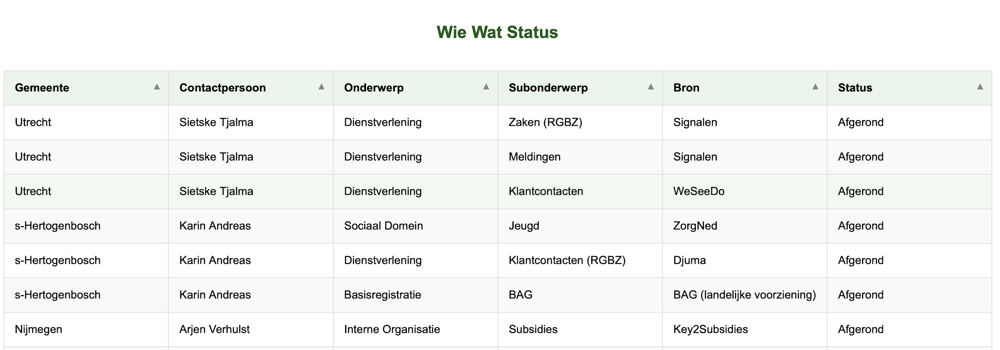 Wie Wat Status
Gemeente ▲ Contactpersoon ▲ Onderwerp ▲ Subonderwerp ▲ Bron ▲ Status ▲
Utrecht Sietske Tjalma Dienstverlening Zaken (RGBZ) Signalen Afgerond
Utrecht Sietske Tjalma Dienstverlening Meldingen Signalen Afgerond
Utrecht Sietske Tjalma Dienstverlening Klantcontacten WeSeeDo Afgerond
s-Hertogenbosch Karin Andreas Sociaal Domein Jeugd ZorgNed Afgerond
s-Hertogenbosch Karin Andreas Dienstverlening Klantcontacten (RGBZ) Djuma Afgerond
s-Hertogenbosch Karin Andreas Basisregistratie BAG BAG (landelijke voorziening) Afgerond
Nijmegen Arjen Verhulst Interne Organisatie Subsidies Key2Subsidies Afgerond